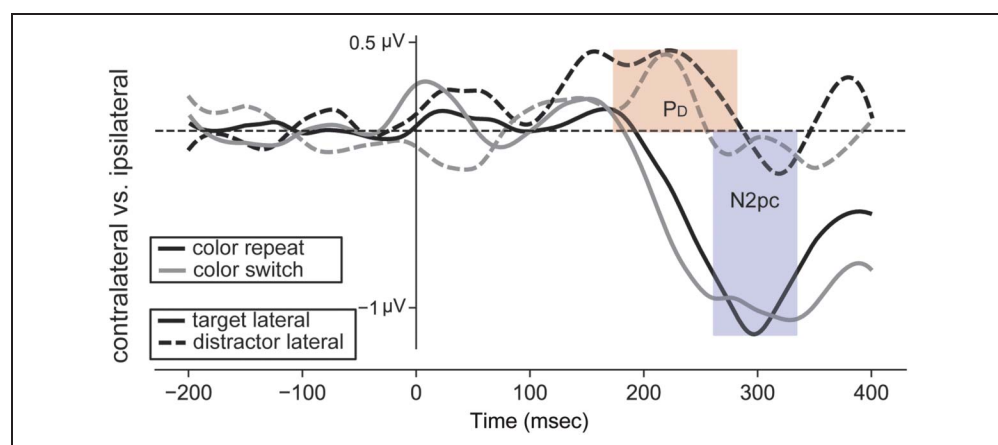 0.5 µV
contralateral vs. ipsilateral
PD
N2pc
color repeat
color switch
−1 µV
target lateral
distractor lateral
−200 −100 0 100 200 300 400
Time (msec)